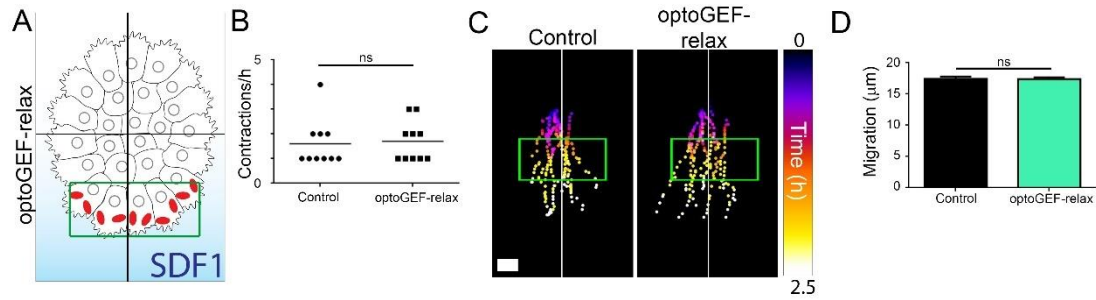 A
optoGEF-relax
SDF1
B
Contractions/h
5
0
ns
Control
optoGEF-relax
C
Control
optoGEF-
relax
0
Time (h)
2.5
D
Migration (μm)
20
15
10
5
0
ns
Control
optoGEF-relax